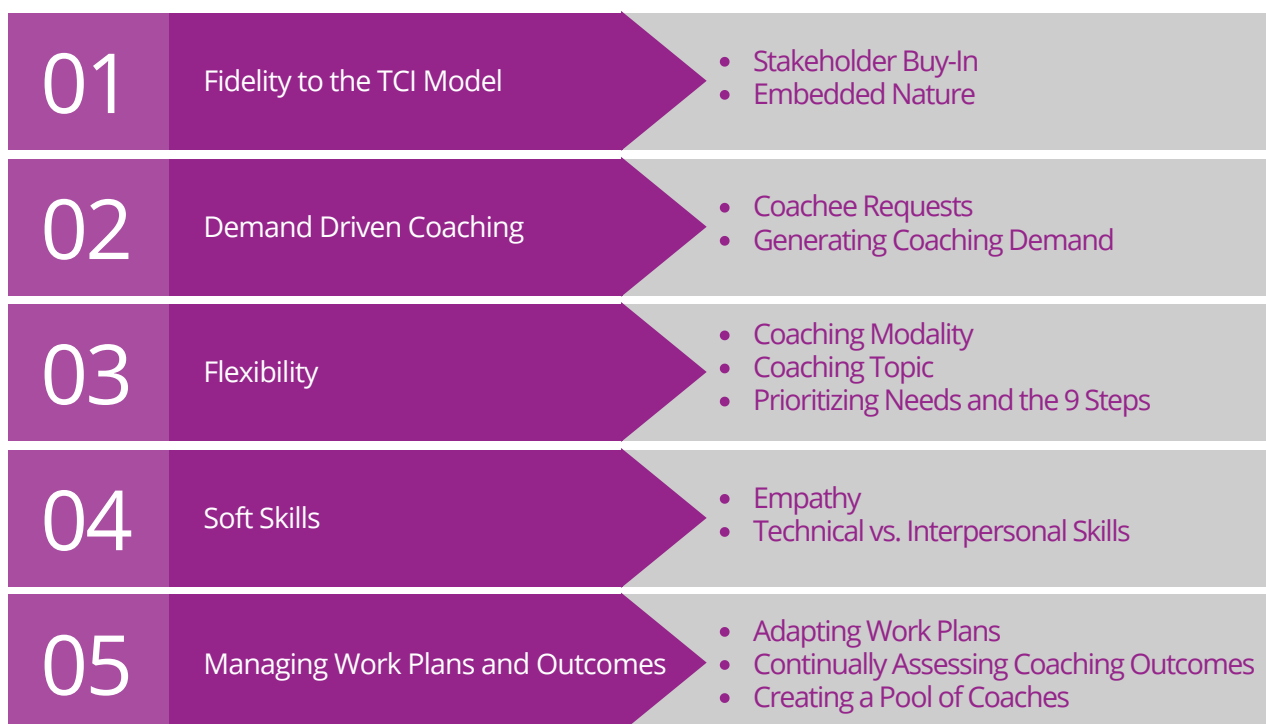 01
Fidelity to the TCI Model
• Stakeholder Buy-In
• Embedded Nature
02
Demand Driven Coaching
• Coachee Requests
• Generating Coaching Demand
03
Flexibility
• Coaching Modality
• Coaching Topic
• Prioritizing Needs and the 9 Steps
04
Soft Skills
• Empathy
• Technical vs. Interpersonal Skills
05
Managing Work Plans and Outcomes
• Adapting Work Plans
• Continually Assessing Coaching Outcomes
• Creating a Pool of Coaches